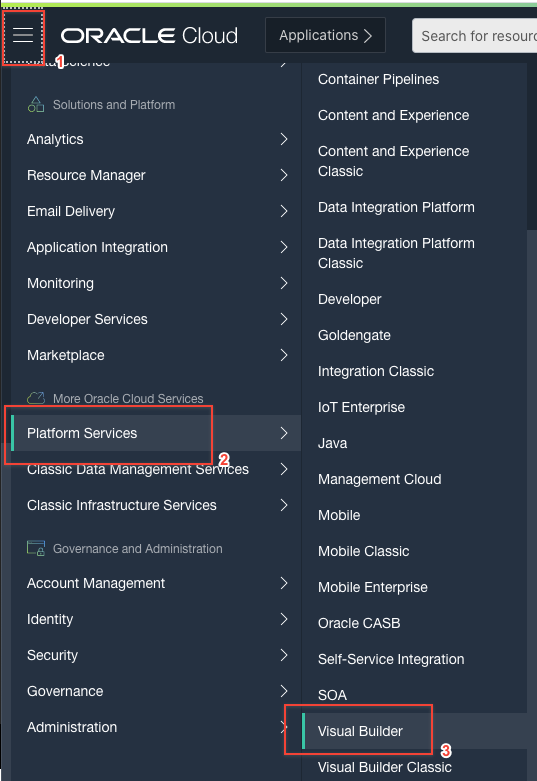 ORACLE Cloud
Applications
Search for resourc
1
Data Science
Solutions and Platform
Analytics
Resource Manager
Email Delivery
Application Integration
Monitoring
Developer Services
Marketplace
More Oracle Cloud Services
Platform Services
2
Classic Data Management Services
Classic Infrastructure Services
Governance and Administration
Account Management
Identity
Security
Governance
Administration
Container Pipelines
Content and Experience
Content and Experience
Classic
Data Integration Platform
Data Integration Platform
Classic
Developer
Goldengate
Integration Classic
IoT Enterprise
Java
Management Cloud
Mobile
Mobile Classic
Mobile Enterprise
Oracle CASB
Self-Service Integration
SOA
Visual Builder
3
Visual Builder Classic